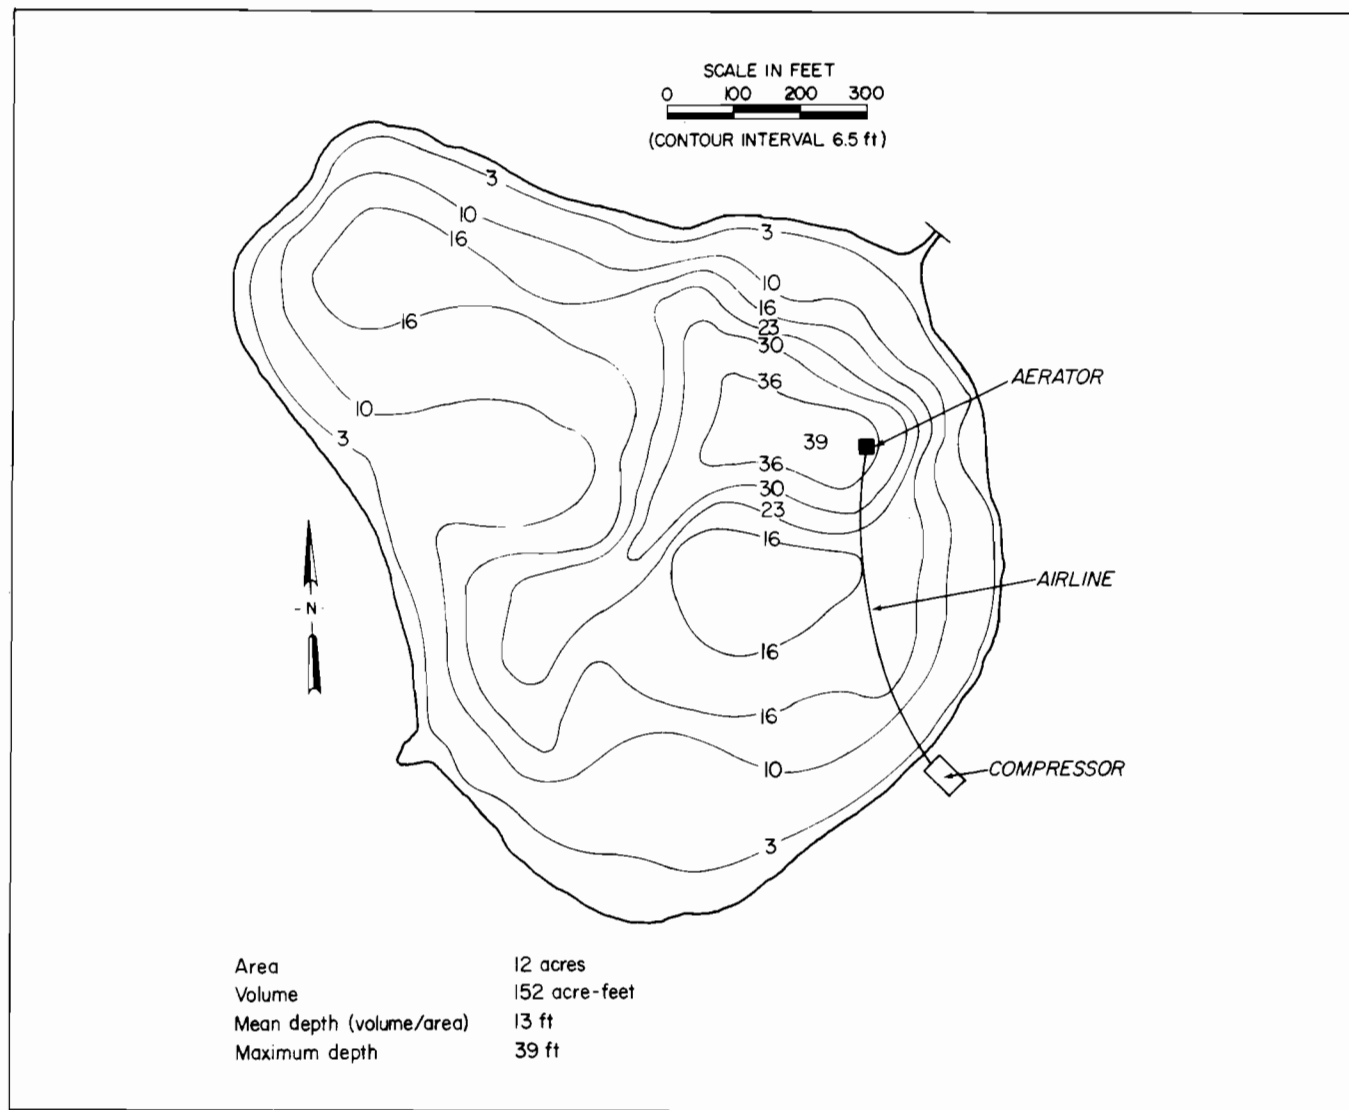 SCALE IN FEET
0 100 200 300
(CONTOUR INTERVAL 6.5 ft)
3
10
16
3
10
16
23
30
36
16
AERATOR
10
3
39
36
30
23
16
N
AIRLINE
16
16
10
COMPRESSOR
3
Area 12 acres
Volume 152 acre-feet
Mean depth (volume/area) 13 ft
Maximum depth 39 ft